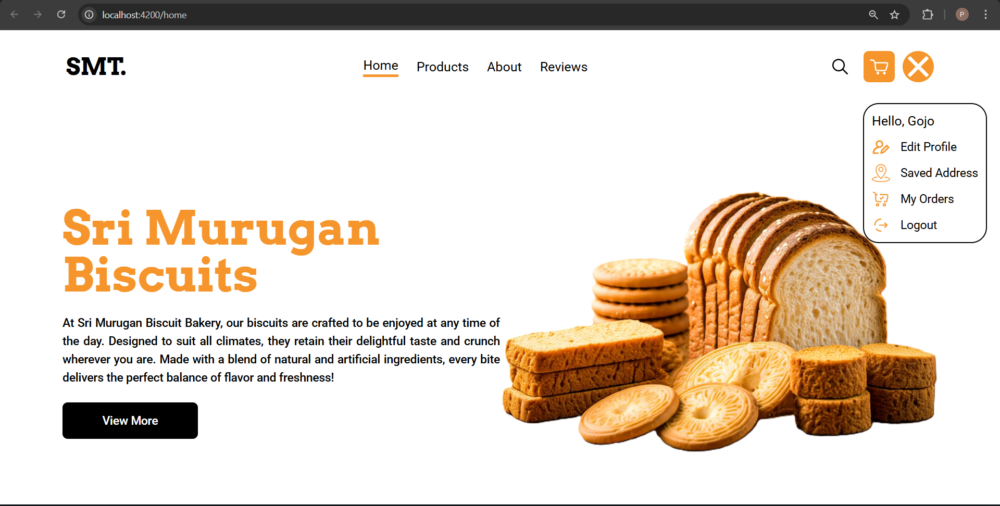 localhost:4200/home
P
SMT.
Home Products About Reviews
Hello, Gojo
Edit Profile
Saved Address
My Orders
Logout
Sri Murugan
Biscuits
At Sri Murugan Biscuit Bakery, our biscuits are crafted to be enjoyed at any time of
the day. Designed to suit all climates, they retain their delightful taste and crunch
wherever you are. Made with a blend of natural and artificial ingredients, every bite
delivers the perfect balance of flavor and freshness!
View More